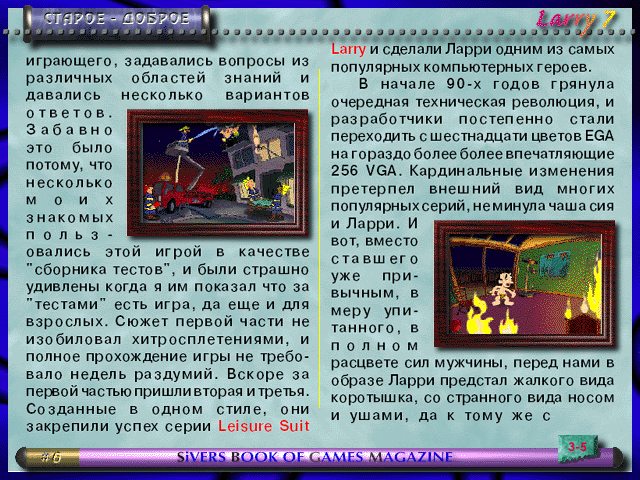 СТАРОЕ - ДОБРОЕ
Larry 7
играющего, задавались вопросы из
различных областей знаний и
давались несколько вариантов
ответов.
Забавно
это было
потому, что
несколько
моих
знакомых
польз-
овались этой игрой в качестве
"сборника тестов", и были страшно
удивлены когда я им показал что за
"тестами" есть игра, да еще и для
взрослых. Сюжет первой части не
изобиловал хитросплетениями, и
полное прохождение игры не требо-
вало недель раздумий. Вскоре за
первой частью пришли вторая и третья.
Созданные в одном стиле, они
закрепили успех серии Leisure Suit
Larry и сделали Ларри одним из самых
популярных компьютерных героев.
В начале 90-х годов грянула
очередная техническая революция, и
разработчики постепенно стали
переходить с шестнадцати цветов EGA
на гораздо более более впечатляющие
256 VGA. Кардинальные изменения
претерпел внешний вид многих
популярных серий, не минула чаша сия
и Ларри. И
вот, вместо
ставшего
уже при-
вычным, в
меру упи-
танного, в
полном
расцвете сил мужчины, перед нами в
образе Ларри предстал жалкого вида
коротышка, со странного вида носом
и ушами, да к тому же с
#6
SiVERS BOOK OF GAMES MAGAZINE
3-5